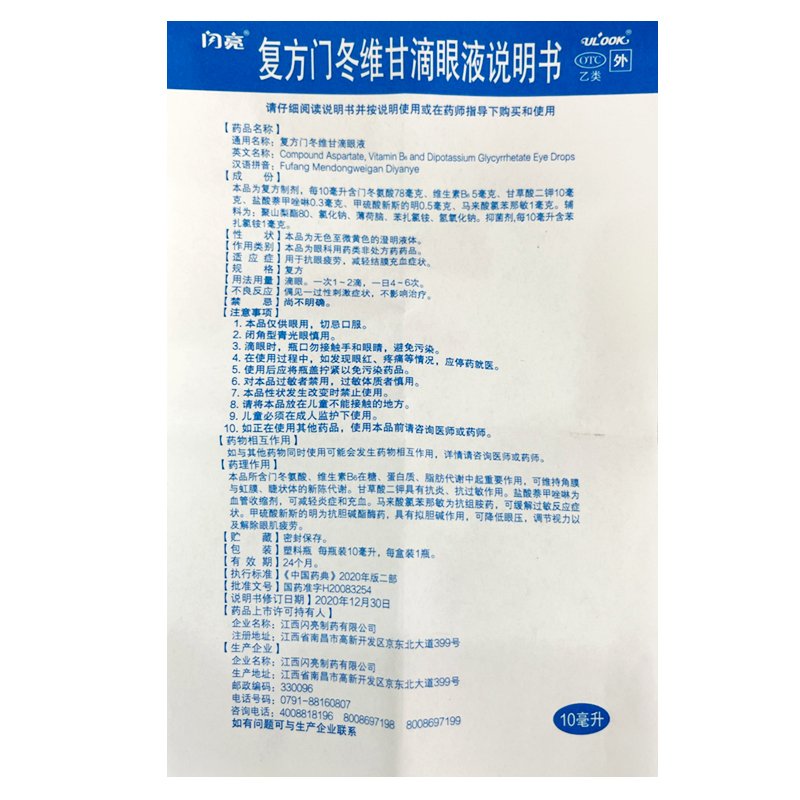 闪亮®
复方门冬维甘滴眼液说明书
ULOOK®
OTC
乙类
外
请仔细阅读说明书并按说明使用或在药师指导下购买和使用
【药品名称】
通用名称：复方门冬维甘滴眼液
英文名称：Compound Aspartate, Vitamin B₆ and Dipotassium Glycyrrhetate Eye Drops
汉语拼音：Fufang Mendongweigan Diyanye
【成　　份】
本品为复方制剂，每10毫升含门冬氨酸78毫克、维生素B₆ 5毫克、甘草酸二钾10毫
克、盐酸萘甲唑啉0.3毫克、甲硫酸新斯的明0.5毫克、马来酸氯苯那敏1毫克。辅
料为：聚山梨酯80、氯化钠、薄荷脑、苯扎氯铵、氢氧化钠。抑菌剂,每10毫升含苯
扎氯铵1毫克。
【性　　状】本品为无色至微黄色的澄明液体。
【作用类别】本品为眼科用药类非处方药药品。
【适 应 症】用于抗眼疲劳，减轻结膜充血症状。
【规　　格】复方
【用法用量】滴眼。一次1～2滴，一日4～6次。
【不良反应】偶见一过性刺激症状，不影响治疗。
【禁　　忌】尚不明确。
【注意事项】
1. 本品仅供眼用，切忌口服。
2. 闭角型青光眼慎用。
3. 滴眼时，瓶口勿接触手和眼睛，避免污染。
4. 在使用过程中，如发现眼红、疼痛等情况，应停药就医。
5. 使用后应将瓶盖拧紧以免污染药品。
6. 对本品过敏者禁用，过敏体质者慎用。
7. 本品性状发生改变时禁止使用。
8. 请将本品放在儿童不能接触的地方。
9. 儿童必须在成人监护下使用。
10. 如正在使用其他药品，使用本品前请咨询医师或药师。
【药物相互作用】
如与其他药物同时使用可能会发生药物相互作用，详情请咨询医师或药师。
【药理作用】
本品所含门冬氨酸、维生素B₆在糖、蛋白质、脂肪代谢中起重要作用，可维持角膜
与虹膜、睫状体的新陈代谢。甘草酸二钾具有抗炎、抗过敏作用。盐酸萘甲唑啉为
血管收缩剂，可减轻炎症和充血。马来酸氯苯那敏为抗组胺药，可缓解过敏反应症
状。甲硫酸新斯的明为抗胆碱酯酶药，具有拟胆碱作用，可降低眼压，调节视力以
及解除眼肌疲劳。
【贮　　藏】密封保存。
【包　　装】塑料瓶 每瓶装10毫升，每盒装1瓶。
【有 效 期】24个月。
【执行标准】《中国药典》2020年版二部
【批准文号】国药准字H20083254
【说明书修订日期】2020年12月30日
【药品上市许可持有人】
企业名称：江西闪亮制药有限公司
注册地址：江西省南昌市高新开发区京东北大道399号
【生产企业】
企业名称：江西闪亮制药有限公司
生产地址：江西省南昌市高新开发区京东北大道399号
邮政编码：330096
电话号码：0791-88160807
咨询电话：4008818196 8008697198 8008697199
如有问题可与生产企业联系
10毫升